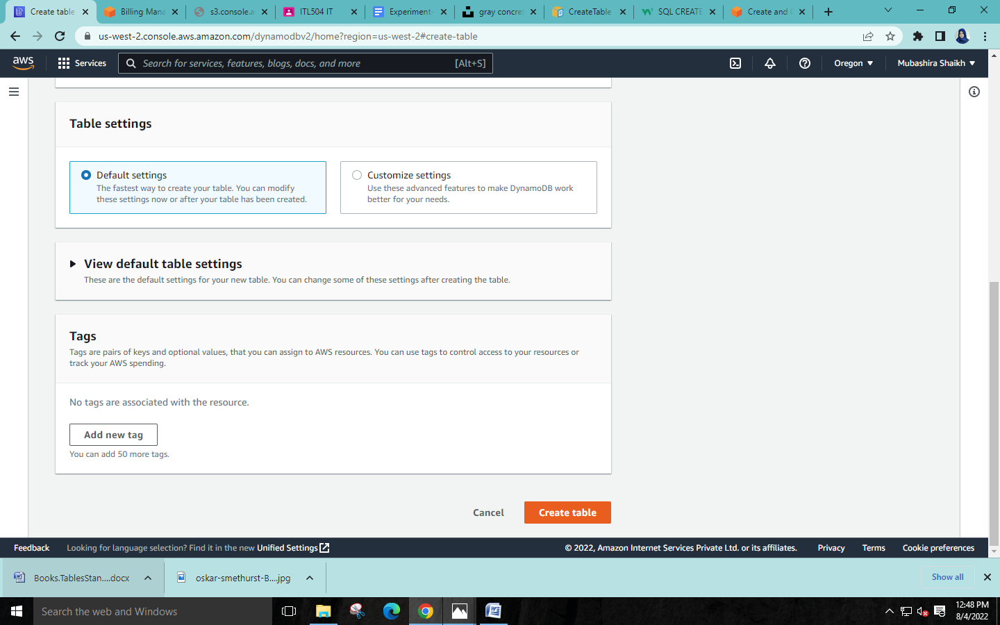 Create table
Billing Mana
s3.console.a
ITL504 IT
Experiment-
gray concre
CreateTable
SQL CREATE
Create and
us-west-2.console.aws.amazon.com/dynamodbv2/home?region=us-west-2#create-table
aws
Services
Search for services, features, blogs, docs, and more
[Alt+S]
Oregon
Mubashira Shaikh
Table settings
Default settings
The fastest way to create your table. You can modify
these settings now or after your table has been created.
Customize settings
Use these advanced features to make DynamoDB work
better for your needs.
View default table settings
These are the default settings for your new table. You can change some of these settings after creating the table.
Tags
Tags are pairs of keys and optional values, that you can assign to AWS resources. You can use tags to control access to your resources or
track your AWS spending.
No tags are associated with the resource.
Add new tag
You can add 50 more tags.
Cancel
Create table
Feedback
Looking for language selection? Find it in the new Unified Settings
© 2022, Amazon Internet Services Private Ltd. or its affiliates.
Privacy
Terms
Cookie preferences
Books.TablesStan....docx
oskar-smethurst-B....jpg
Show all
Search the web and Windows
12:48 PM
8/4/2022